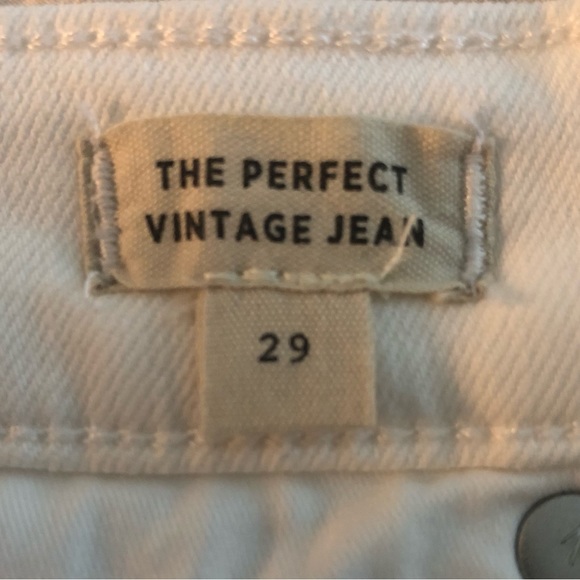 THE PERFECT
VINTAGE JEAN
29